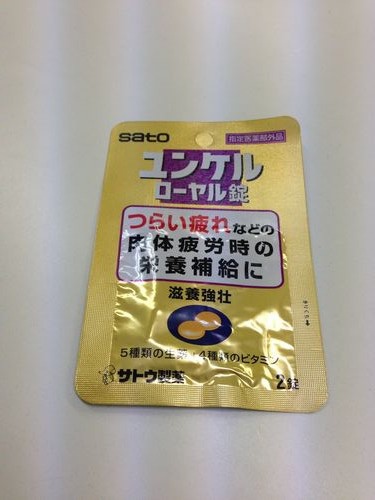 sato
指定医薬部外品
ユンケル
ローヤル錠
つらい疲れなどの
肉体疲労時の
栄養補給に
滋養強壮
5種類の生薬・4種類のビタミン
サトウ製薬
2錠